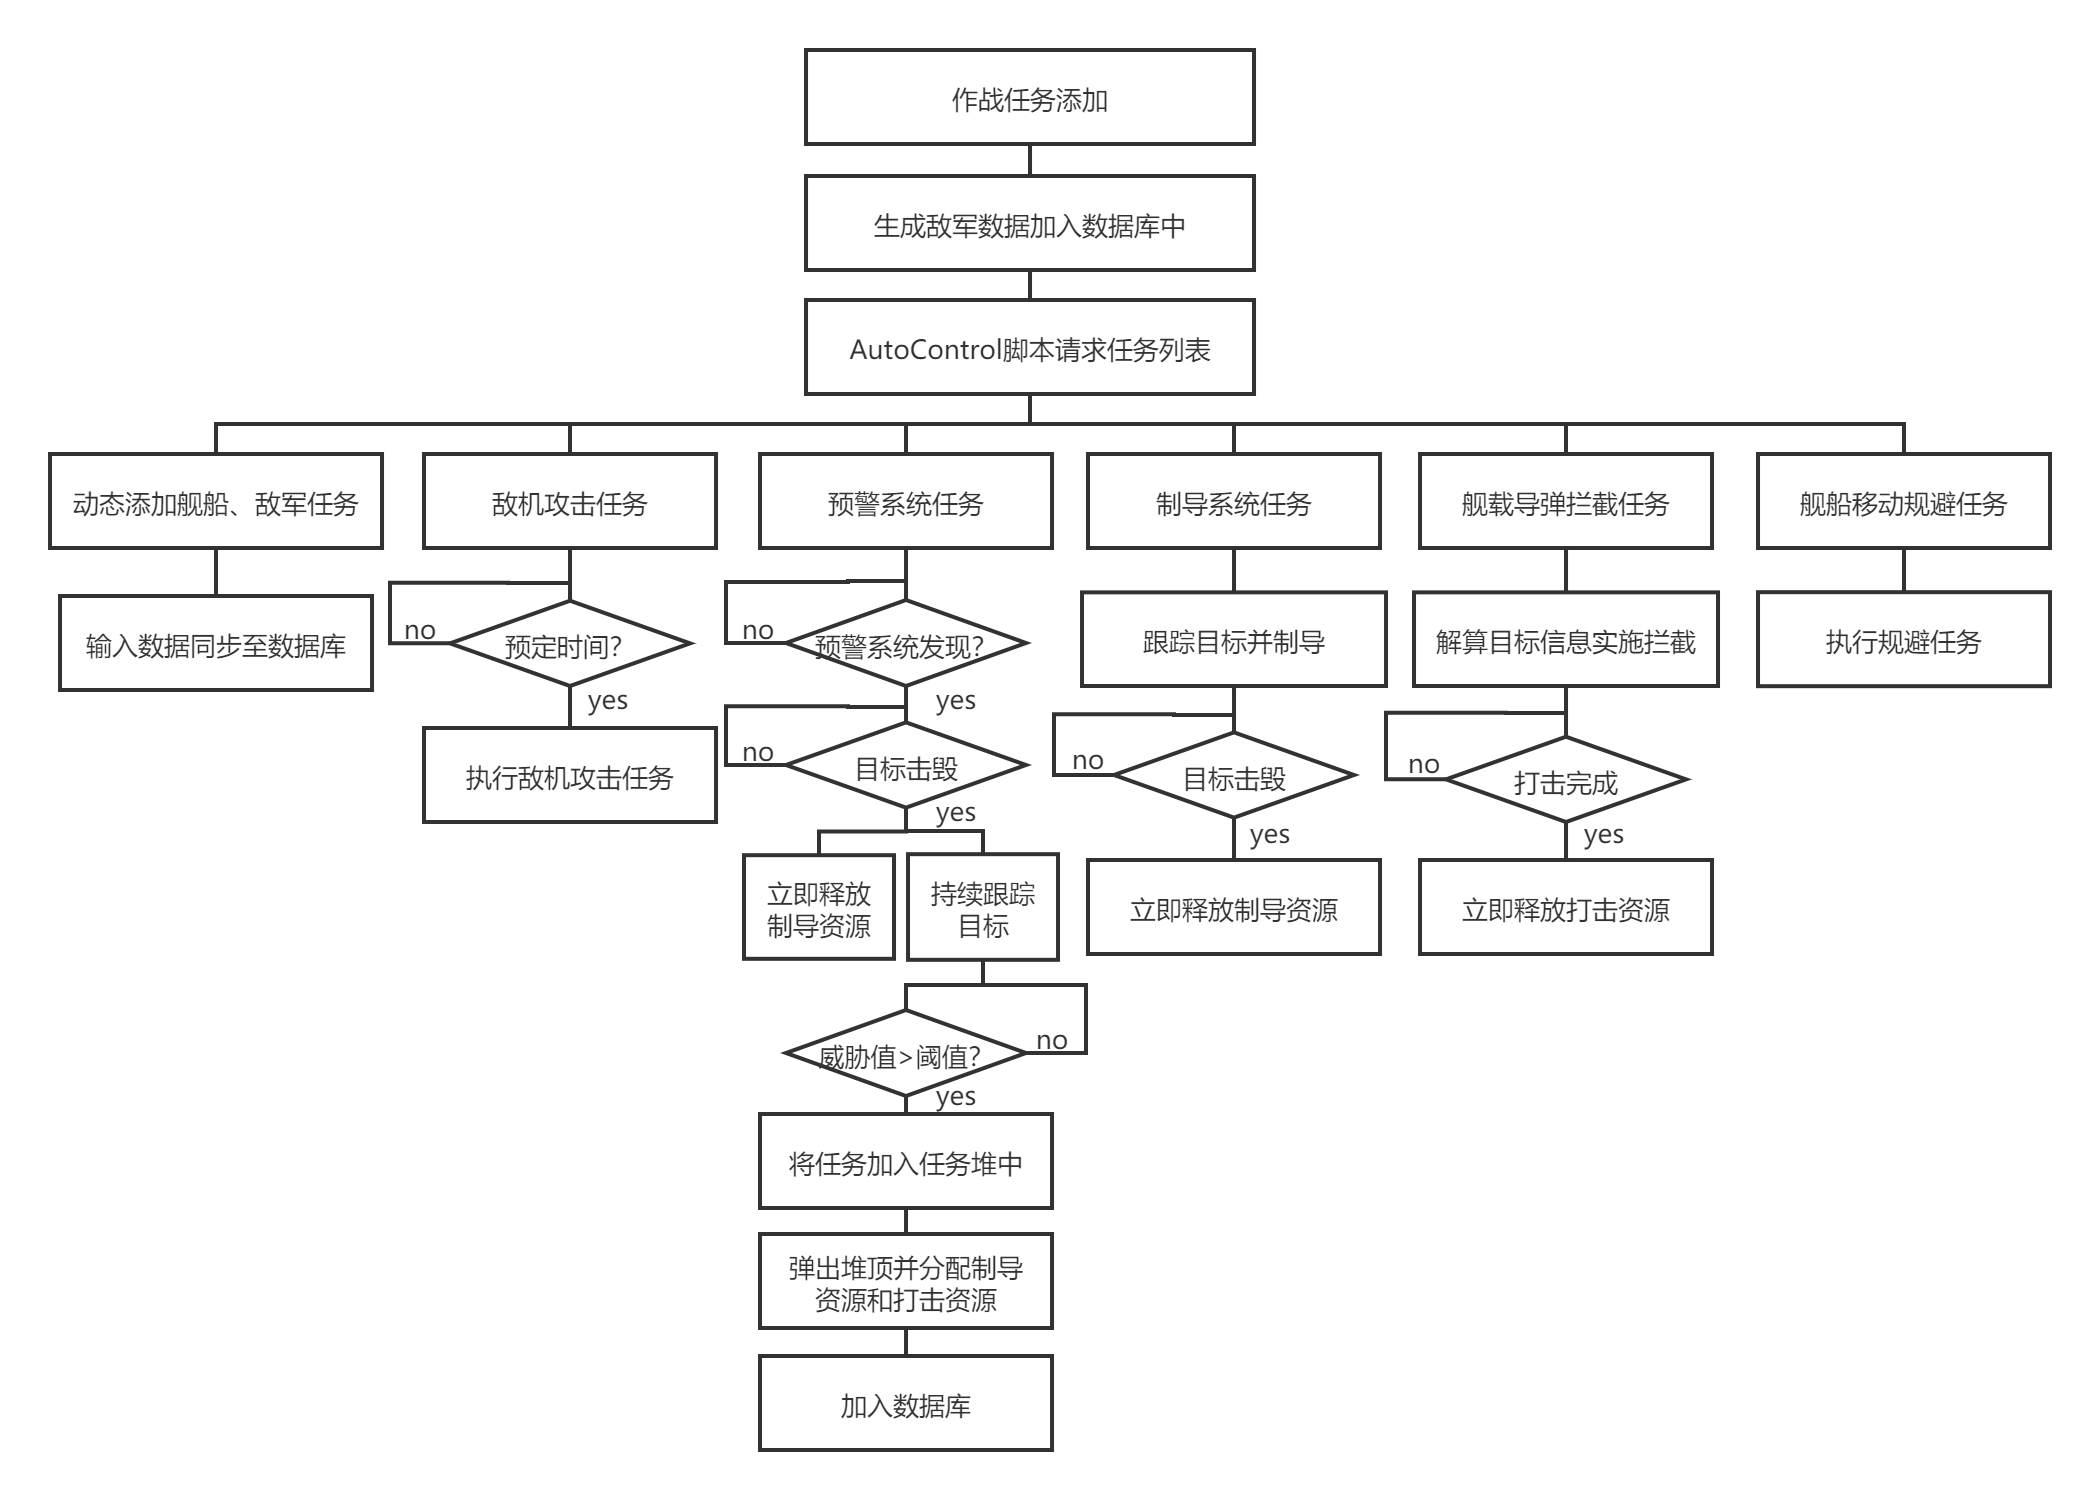 作战任务添加
生成敌军数据加入数据库中
AutoControl脚本请求任务列表
动态添加舰船、敌军任务
敌机攻击任务
预警系统任务
制导系统任务
舰载导弹拦截任务
舰船移动规避任务
输入数据同步至数据库
no
预定时间？
yes
执行敌机攻击任务
no
预警系统发现？
yes
no
目标击毁
yes
立即释放
制导资源
持续跟踪
目标
威胁值>阈值？
no
yes
将任务加入任务堆中
弹出堆顶并分配制导
资源和打击资源
加入数据库
跟踪目标并制导
no
目标击毁
yes
立即释放制导资源
解算目标信息实施拦截
no
打击完成
yes
立即释放打击资源
执行规避任务